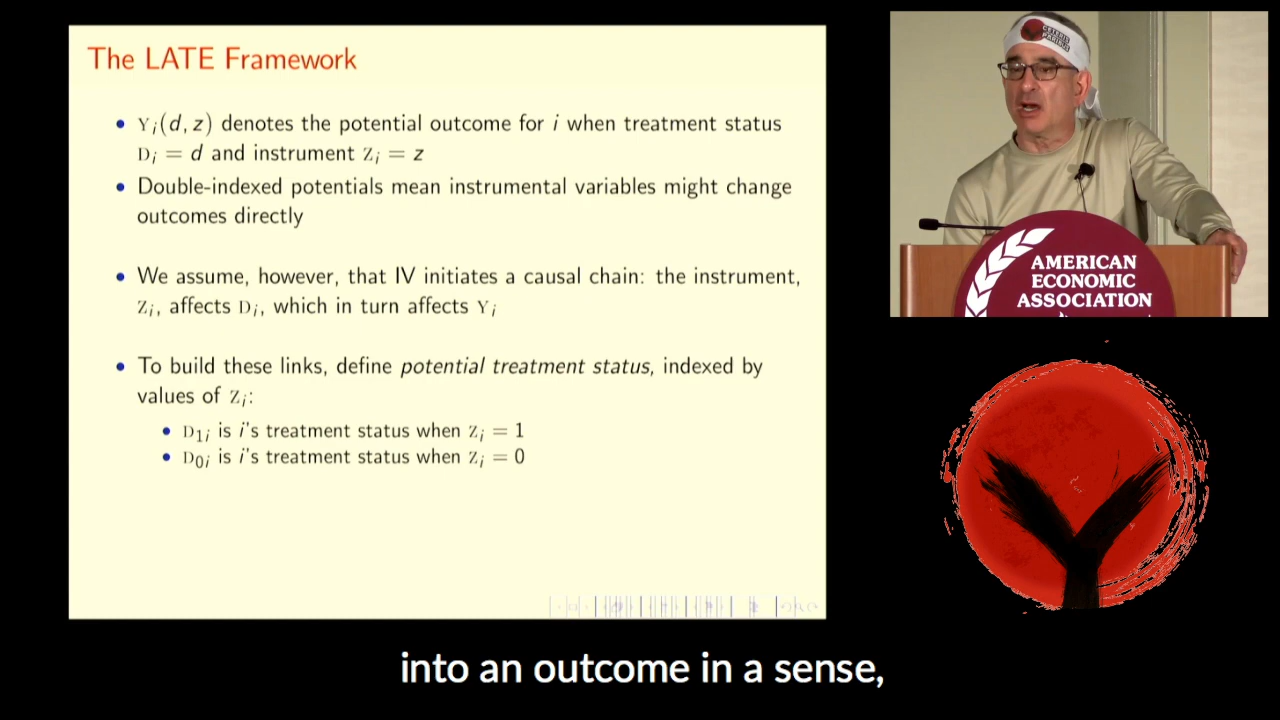 The LATE Framework
• Yᵢ(d, z) denotes the potential outcome for i when treatment status
Dᵢ = d and instrument Zᵢ = z
• Double-indexed potentials mean instrumental variables might change
outcomes directly
• We assume, however, that IV initiates a causal chain: the instrument,
Zᵢ, affects Dᵢ, which in turn affects Yᵢ
• To build these links, define potential treatment status, indexed by
values of Zᵢ:
• D₁ᵢ is i's treatment status when Zᵢ = 1
• D₀ᵢ is i's treatment status when Zᵢ = 0
CETERIS
PARIBUS
AMERICAN
ECONOMIC
ASSOCIATION
into an outcome in a sense,